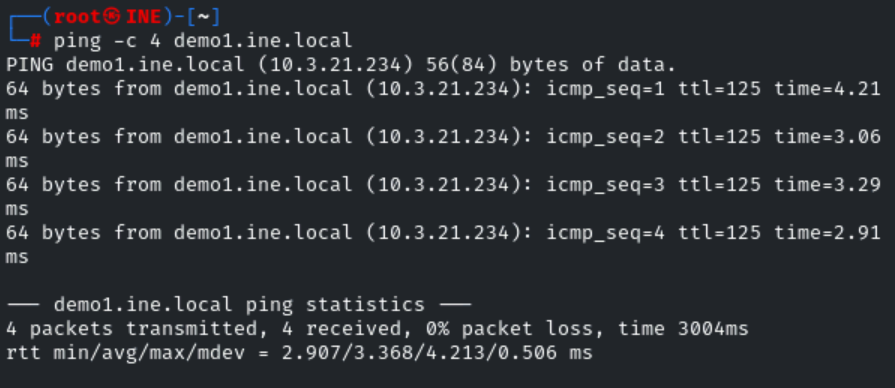 ┌──(root㉿INE)-[~]
└─# ping -c 4 demo1.ine.local
PING demo1.ine.local (10.3.21.234) 56(84) bytes of data.
64 bytes from demo1.ine.local (10.3.21.234): icmp_seq=1 ttl=125 time=4.21
ms
64 bytes from demo1.ine.local (10.3.21.234): icmp_seq=2 ttl=125 time=3.06
ms
64 bytes from demo1.ine.local (10.3.21.234): icmp_seq=3 ttl=125 time=3.29
ms
64 bytes from demo1.ine.local (10.3.21.234): icmp_seq=4 ttl=125 time=2.91
ms
--- demo1.ine.local ping statistics ---
4 packets transmitted, 4 received, 0% packet loss, time 3004ms
rtt min/avg/max/mdev = 2.907/3.368/4.213/0.506 ms